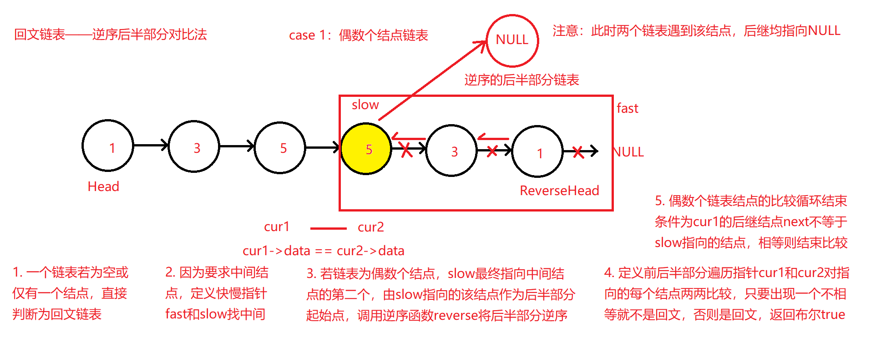 回文链表——逆序后半部分对比法
case 1：偶数个结点链表
注意：此时两个链表遇到该结点，后继均指向NULL
NULL
逆序的后半部分链表
slow
fast
1
3
5
5
3
1
NULL
Head
ReverseHead
cur1
cur2
cur1->data == cur2->data
5. 偶数个链表结点的比较循环结束
条件为cur1的后继结点next不等于
slow指向的结点，相等则结束比较
1. 一个链表若为空或
仅有一个结点，直接
判断为回文链表
2. 因为要求中间结
点，定义快慢指针
fast和slow找中间
3. 若链表为偶数个结点，slow最终指向中间结
点的第二个，由slow指向的该结点作为后半部分
起始点，调用逆序函数reverse将后半部分逆序
4. 定义前后半部分遍历指针cur1和cur2对指
向的每个结点两两比较，只要出现一个不相
等就不是回文，否则是回文，返回布尔true